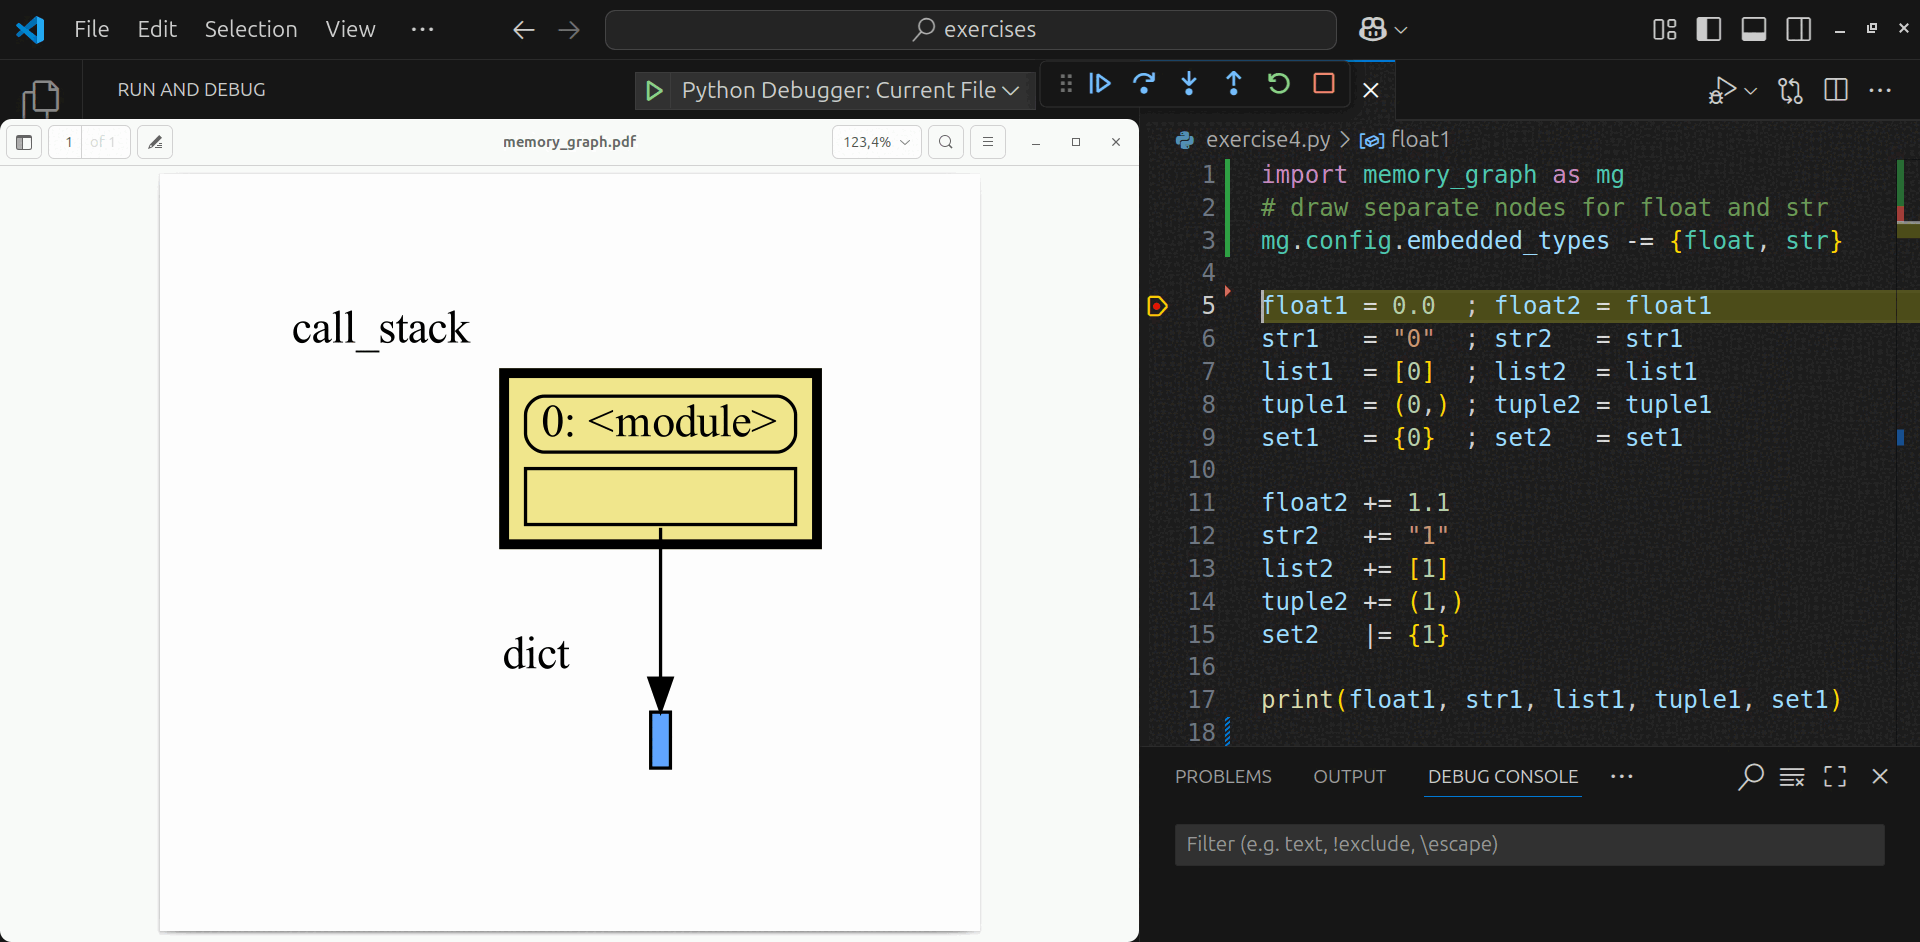 File Edit Selection View ···
exercises
RUN AND DEBUG
Python Debugger: Current File
1 of 1
memory_graph.pdf
123,4%
call_stack
0: <module>
dict
exercise4.py > float1
1 import memory_graph as mg
2 # draw separate nodes for float and str
3 mg.config.embedded_types -= {float, str}
4
5 float1 = 0.0  ; float2 = float1
6 str1   = "0"  ; str2   = str1
7 list1  = [0]  ; list2  = list1
8 tuple1 = (0,) ; tuple2 = tuple1
9 set1   = {0}  ; set2   = set1
10
11 float2 += 1.1
12 str2   += "1"
13 list2  += [1]
14 tuple2 += (1,)
15 set2   |= {1}
16
17 print(float1, str1, list1, tuple1, set1)
18
PROBLEMS OUTPUT DEBUG CONSOLE ···
Filter (e.g. text, !exclude, \escape)